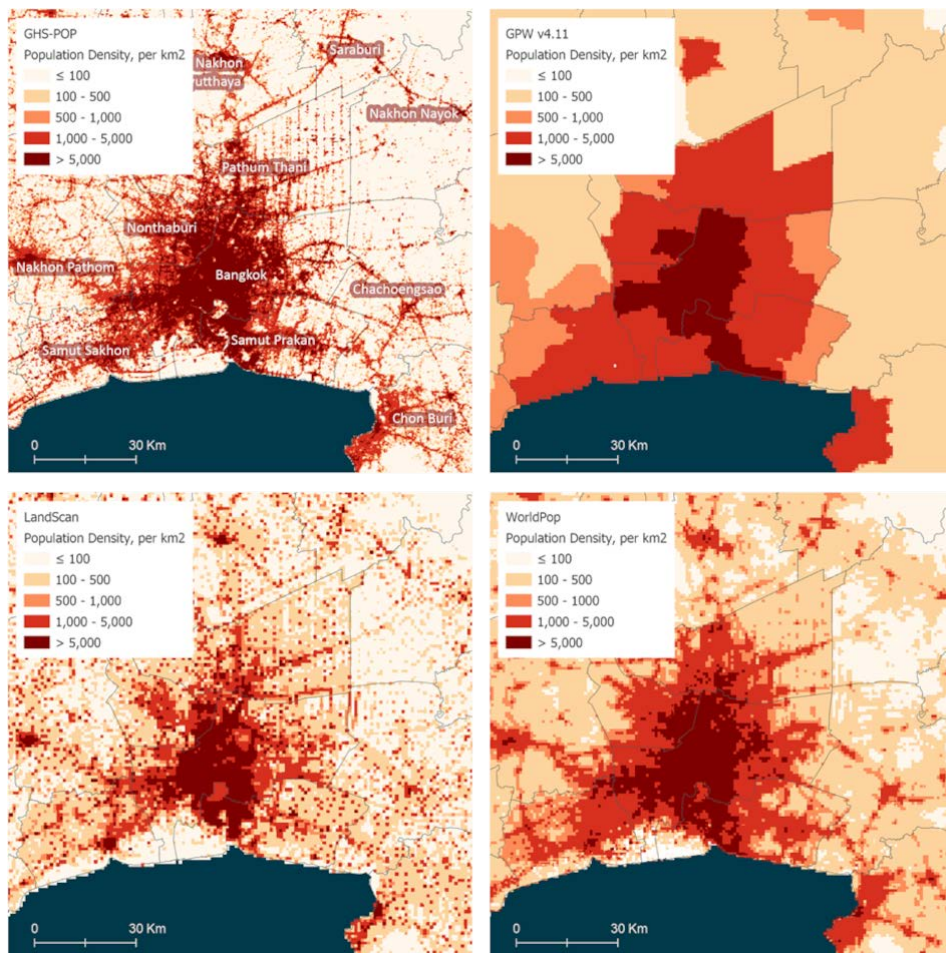 GHS-POP
Population Density, per km2
≤ 100
100 - 500
500 - 1,000
1,000 - 5,000
> 5,000
Nakhon
yutthaya
Saraburi
Nakhon Nayok
Pathum Thani
Nonthaburi
Nakhon Pathom
Bangkok
Chachoengsao
Samut Sakhon
Samut Prakan
Chon Buri
0
30 Km
GPW v4.11
Population Density, per km2
≤ 100
100 - 500
500 - 1,000
1,000 - 5,000
> 5,000
0
30 Km
LandScan
Population Density, per km2
≤ 100
100 - 500
500 - 1,000
1,000 - 5,000
> 5,000
0
30 Km
WorldPop
Population Density, per km2
≤ 100
100 - 500
500 - 1000
1,000 - 5,000
> 5,000
0
30 Km